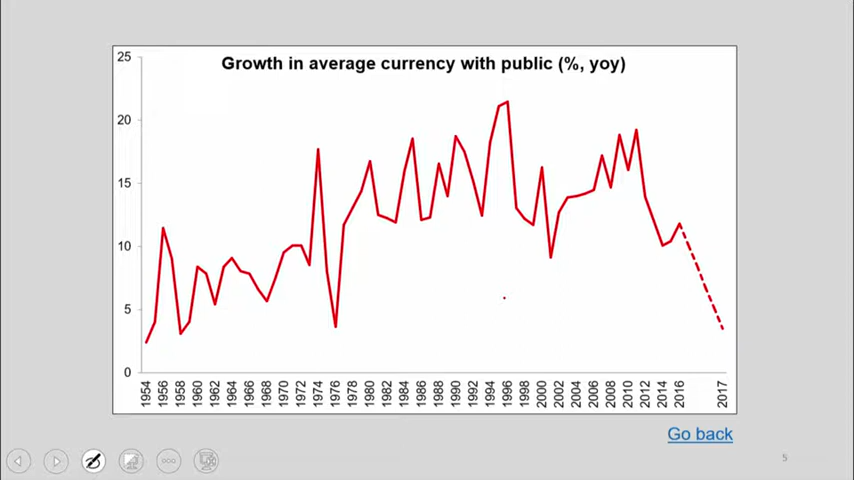 Growth in average currency with public (%, yoy)
25
20
15
10
5
0
1954 1956 1958 1960 1962 1964 1966 1968 1970 1972 1974 1976 1978 1980 1982 1984 1986 1988 1990 1992 1994 1996 1998 2000 2002 2004 2006 2008 2010 2012 2014 2016 2017
Go back
5